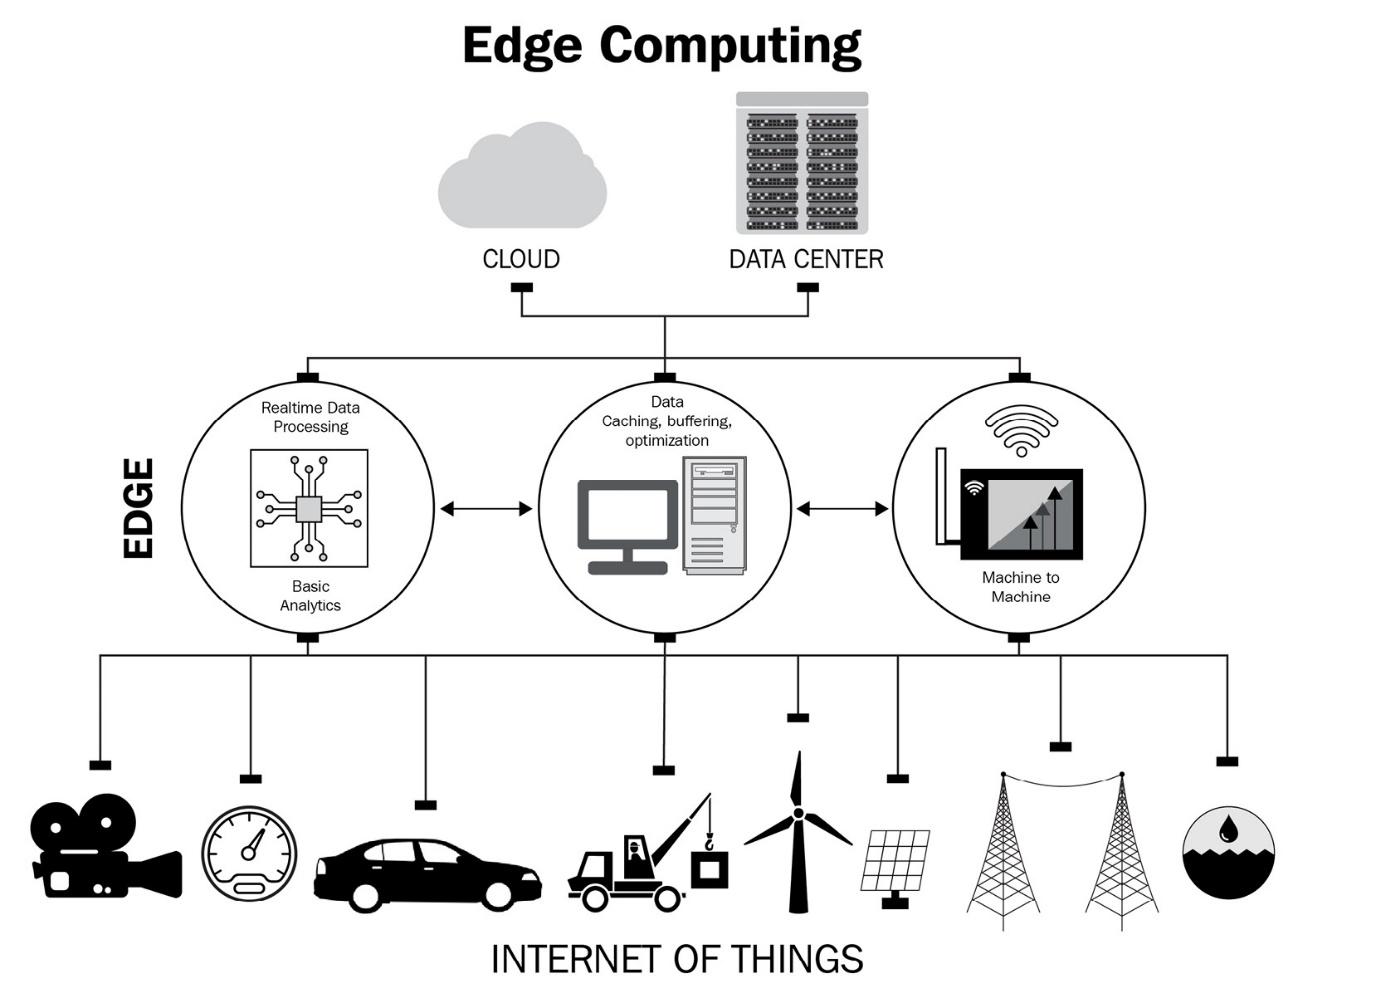 Edge Computing
CLOUD
DATA CENTER
EDGE
Realtime Data
Processing
Basic
Analytics
Data
Caching, buffering,
optimization
Machine to
Machine
INTERNET OF THINGS